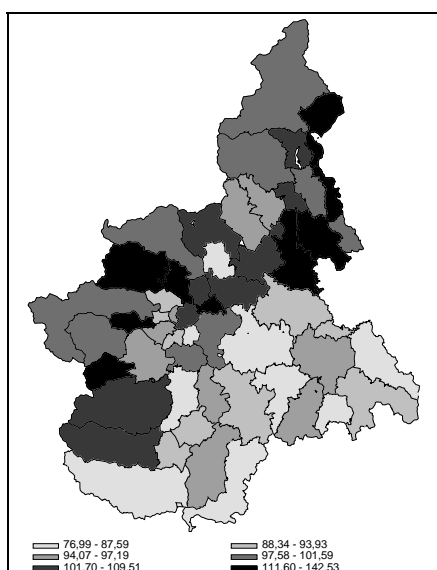 76,99 - 87,59 88,34 - 93,93
94,07 - 97,19 97,58 - 101,59
101,70 - 109,51 111,60 - 142,53